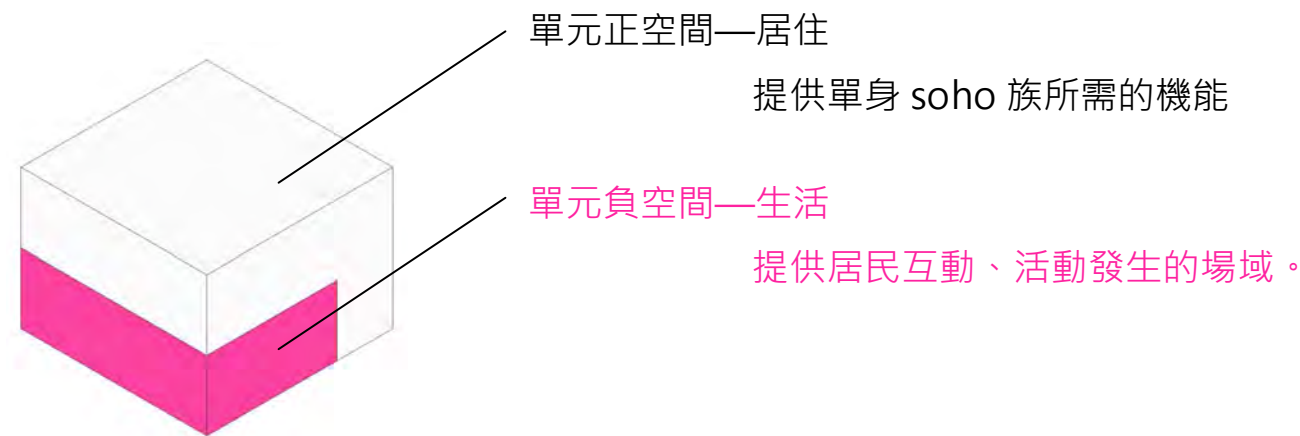 單元正空間—居住
提供單身 soho 族所需的機能
單元負空間—生活
提供居民互動、活動發生的場域。